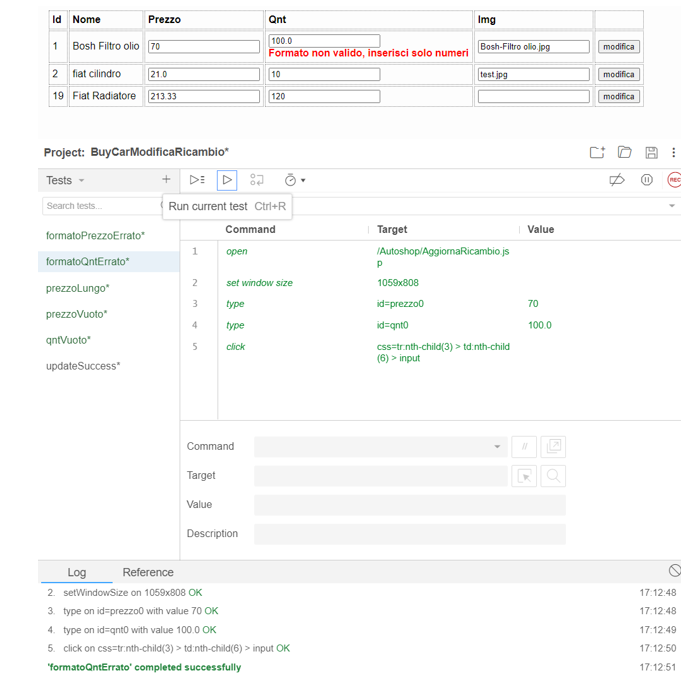 Id Nome Prezzo Qnt Img
1 Bosh Filtro olio 70 100.0 Bosh-Filtro olio.jpg modifica
Formato non valido, inserisci solo numeri
2 fiat cilindro 21.0 10 test.jpg modifica
19 Fiat Radiatore 213.33 120 modifica
Project: BuyCarModificaRicambio*
Tests
REC
Search tests...
Run current test Ctrl+R
Command Target Value
formatoPrezzoErrato*
formatoQntErrato*
prezzoLungo*
prezzoVuoto*
qntVuoto*
updateSuccess*
1 open /Autoshop/AggiornaRicambio.js
p
2 set window size 1059x808
3 type id=prezzo0 70
4 type id=qnt0 100.0
5 click css=tr:nth-child(3) > td:nth-child
(6) > input
Command
//
Target
Value
Description
Log Reference
2. setWindowSize on 1059x808 OK 17:12:48
3. type on id=prezzo0 with value 70 OK 17:12:48
4. type on id=qnt0 with value 100.0 OK 17:12:49
5. click on css=tr:nth-child(3) > td:nth-child(6) > input OK 17:12:50
'formatoQntErrato' completed successfully 17:12:51